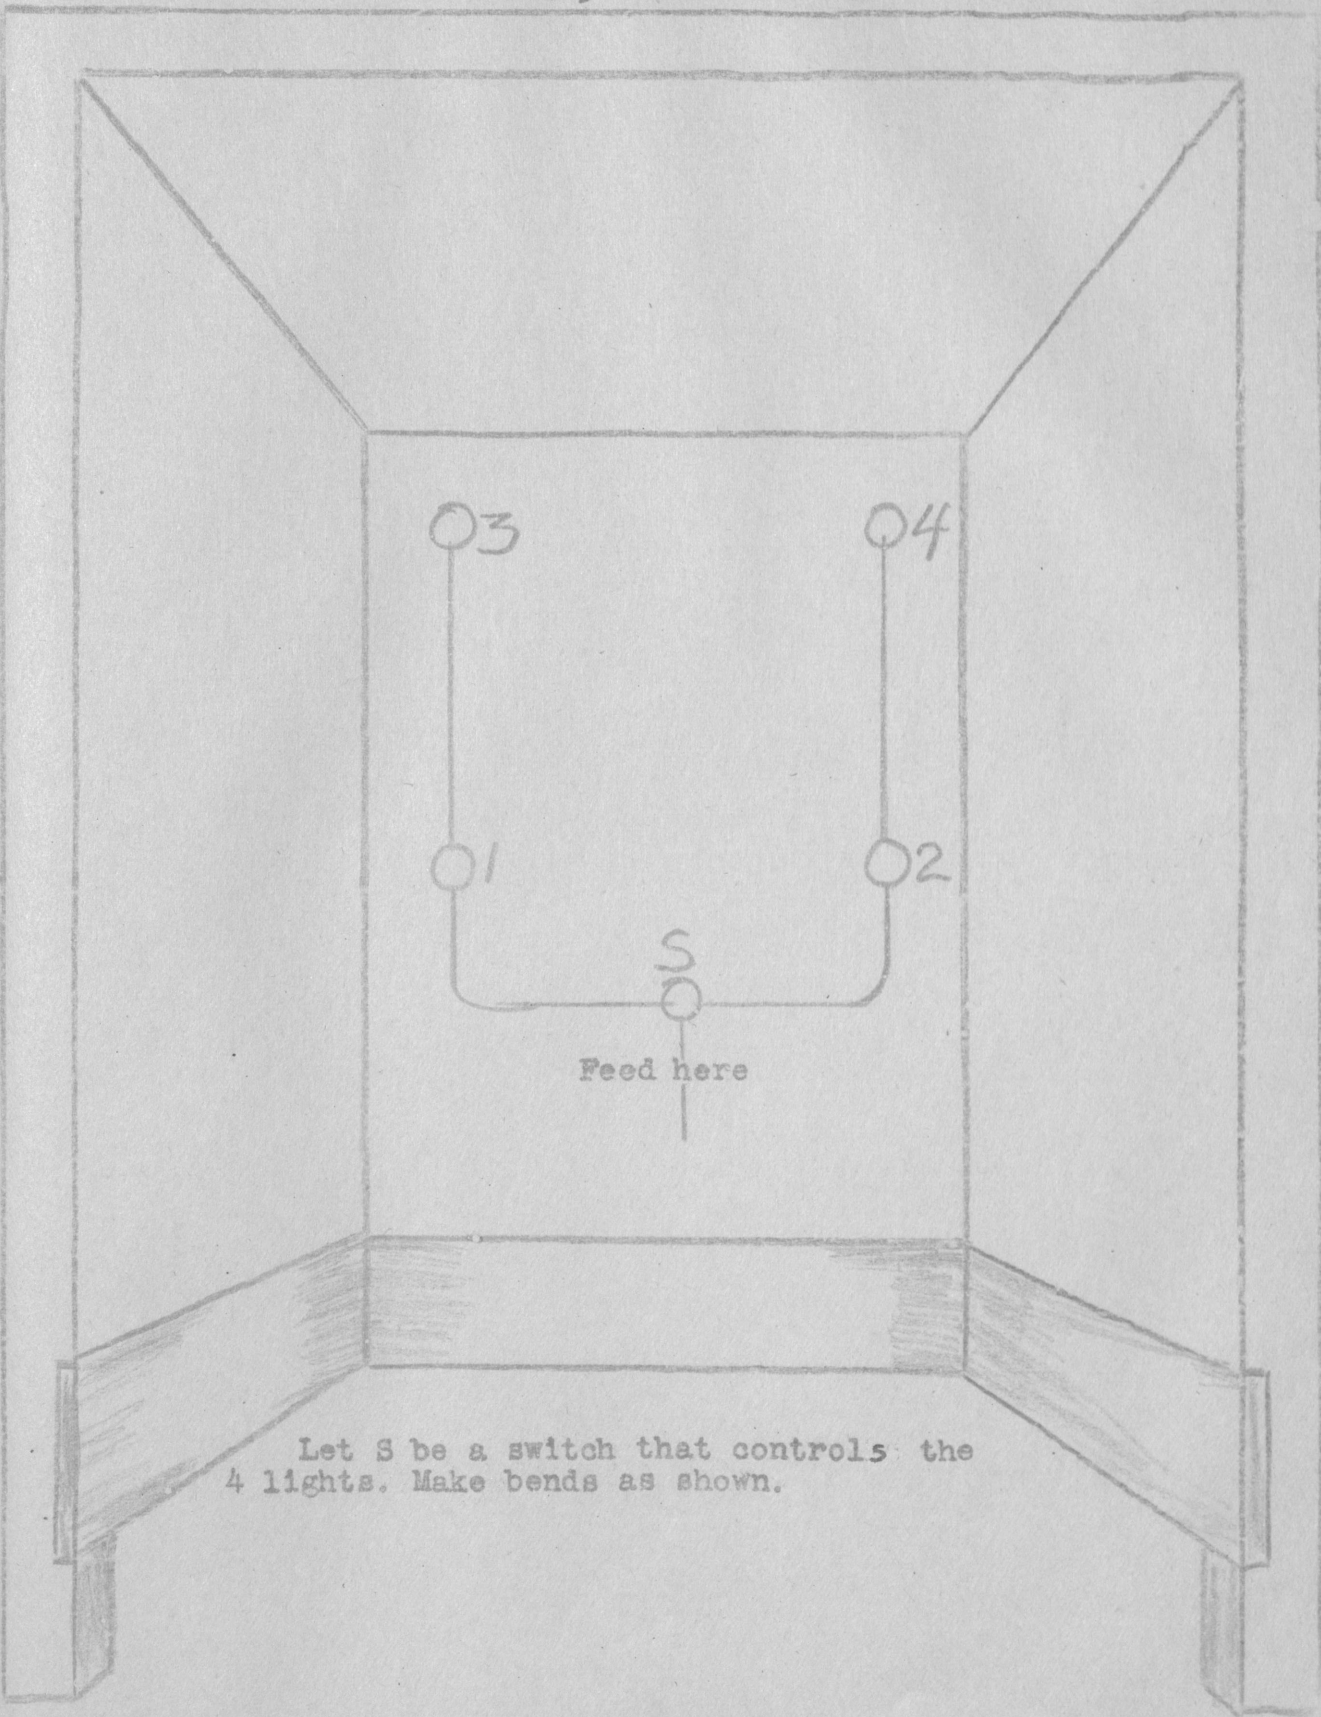 3
4
1
2
S
Feed here
Let S be a switch that controls the
4 lights. Make bends as shown.